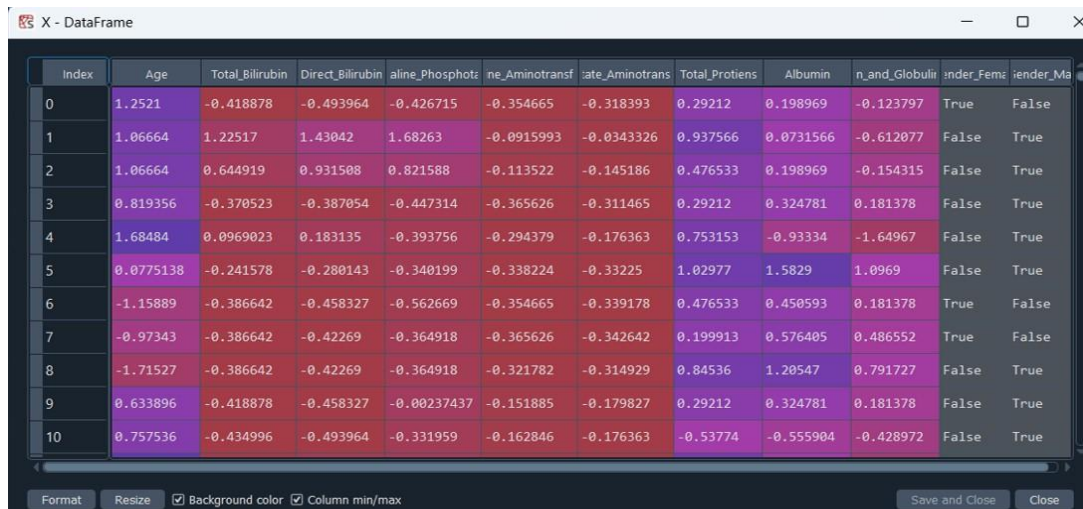 X - DataFrame
Index Age Total_Bilirubin Direct_Bilirubin aline_Phosphota ne_Aminotransf tate_Aminotrans Total_Protiens Albumin n_and_Globulin ender_Fema Gender_Ma
0 1.2521 -0.418878 -0.493964 -0.426715 -0.354665 -0.318393 0.29212 0.198969 -0.123797 True False
1 1.06664 1.22517 1.43042 1.68263 -0.0915993 -0.0343326 0.937566 0.0731566 -0.612077 False True
2 1.06664 0.644919 0.931508 0.821588 -0.113522 -0.145186 0.476533 0.198969 -0.154315 False True
3 0.819356 -0.370523 -0.387054 -0.447314 -0.365626 -0.311465 0.29212 0.324781 0.181378 False True
4 1.68484 0.0969023 0.183135 -0.393756 -0.294379 -0.176363 0.753153 -0.93334 -1.64967 False True
5 0.0775138 -0.241578 -0.280143 -0.340199 -0.338224 -0.33225 1.02977 1.5829 1.0969 False True
6 -1.15889 -0.386642 -0.458327 -0.562669 -0.354665 -0.339178 0.476533 0.450593 0.181378 True False
7 -0.97343 -0.386642 -0.42269 -0.364918 -0.365626 -0.342642 0.199913 0.576405 0.486552 True False
8 -1.71527 -0.386642 -0.42269 -0.364918 -0.321782 -0.314929 0.84536 1.20547 0.791727 False True
9 0.633896 -0.418878 -0.458327 -0.00237437 -0.151885 -0.179827 0.29212 0.324781 0.181378 False True
10 0.757536 -0.434996 -0.493964 -0.331959 -0.162846 -0.176363 -0.53774 -0.555904 -0.428972 False True
Format Resize Background color Column min/max Save and Close Close